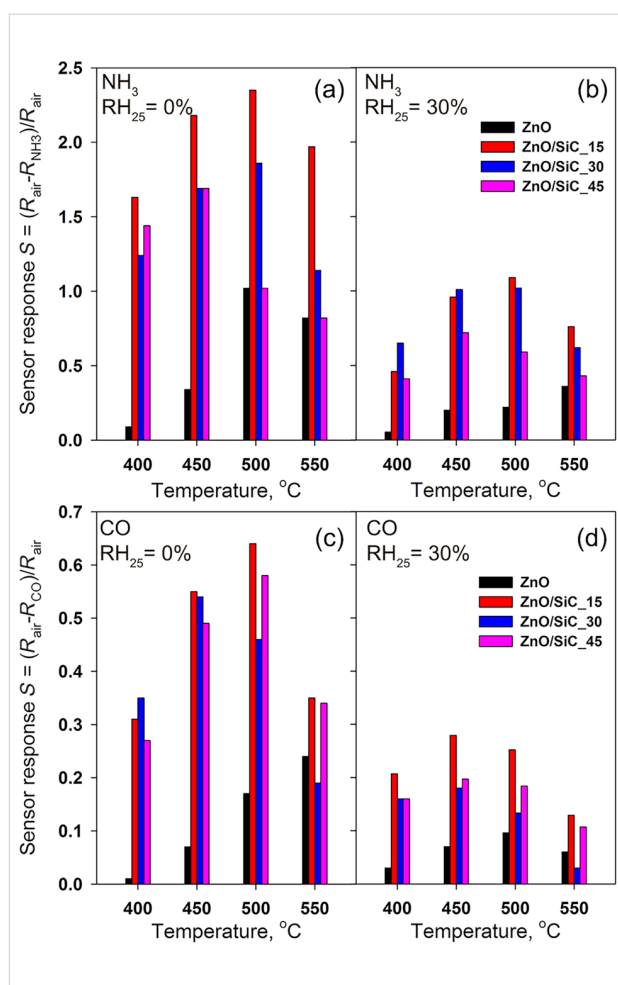 Sensor response S = (Rair-RNH3)/Rair
2.5
2.0
1.5
1.0
0.5
0.0
NH3
RH25= 0%
(a)
400 450 500 550
Temperature, oC
NH3
RH25= 30%
(b)
ZnO
ZnO/SiC_15
ZnO/SiC_30
ZnO/SiC_45
400 450 500 550
Temperature, oC
Sensor response S = (Rair-RCO)/Rair
0.7
0.6
0.5
0.4
0.3
0.2
0.1
0.0
CO
RH25= 0%
(c)
400 450 500 550
Temperature, oC
CO
RH25= 30%
(d)
ZnO
ZnO/SiC_15
ZnO/SiC_30
ZnO/SiC_45
400 450 500 550
Temperature, oC